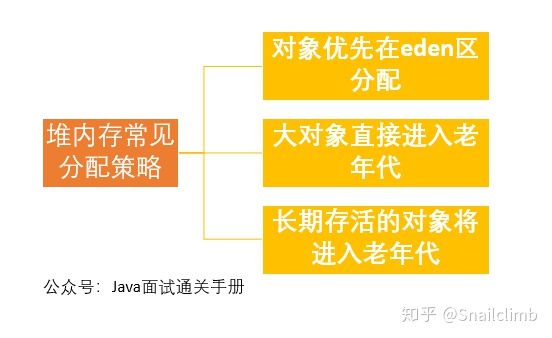 对象优先在eden区
分配
堆内存常见
分配策略
大对象直接进入老
年代
长期存活的对象将
进入老年代
公众号：Java面试通关手册
知乎 @Snailclimb